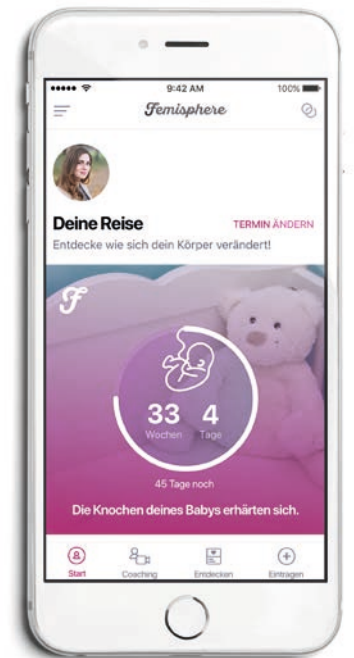 9:42 AM
100%
Femisphere
Deine Reise
TERMIN ÄNDERN
Entdecke wie sich dein Körper verändert!
F
33 4
Wochen Tage
45 Tage noch
Die Knochen deines Babys erhärten sich.
Start Coaching Entdecken Eintragen